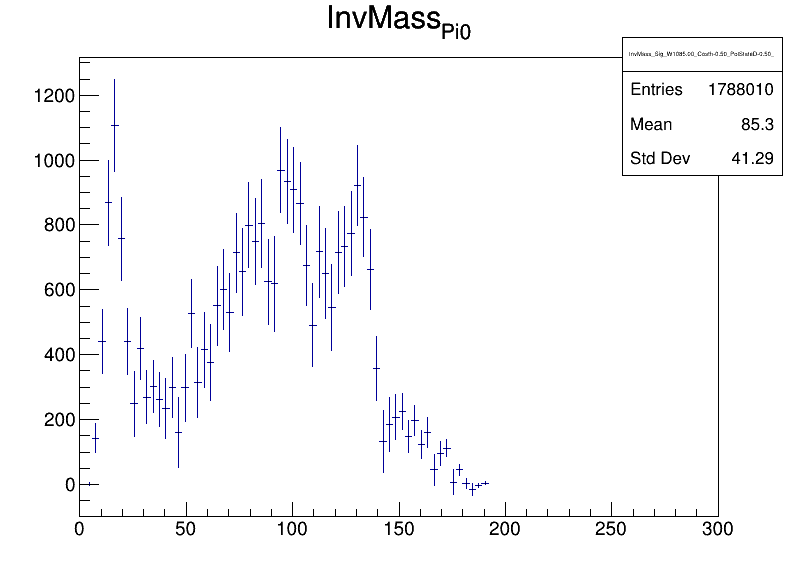 InvMass_Pi0
InvMass_Sig_W1085.00_Costh-0.50_PolStateD-0.50_
Entries 1788010
Mean 85.3
Std Dev 41.29
1200
1000
800
600
400
200
0
0 50 100 150 200 250 300